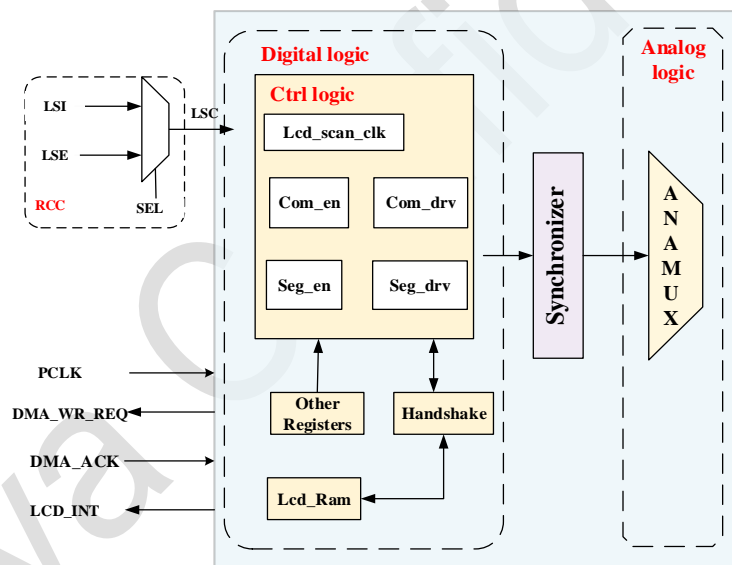 Digital logic
Analog
logic
Ctrl logic
LSI
LSC
Lcd_scan_clk
LSE
RCC
SEL
Com_en
Com_drv
Seg_en
Seg_drv
Synchronizer
A
N
A
M
U
X
PCLK
DMA_WR_REQ
Other
Registers
Handshake
DMA_ACK
Lcd_Ram
LCD_INT